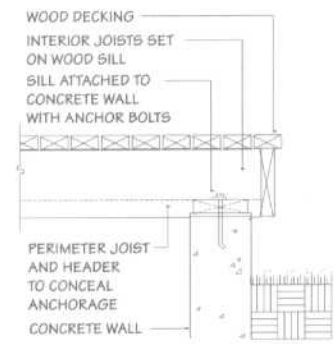 WOOD DECKING
INTERIOR JOISTS SET
ON WOOD SILL
SILL ATTACHED TO
CONCRETE WALL
WITH ANCHOR BOLTS
PERIMETER JOIST
AND HEADER
TO CONCEAL
ANCHORAGE
CONCRETE WALL